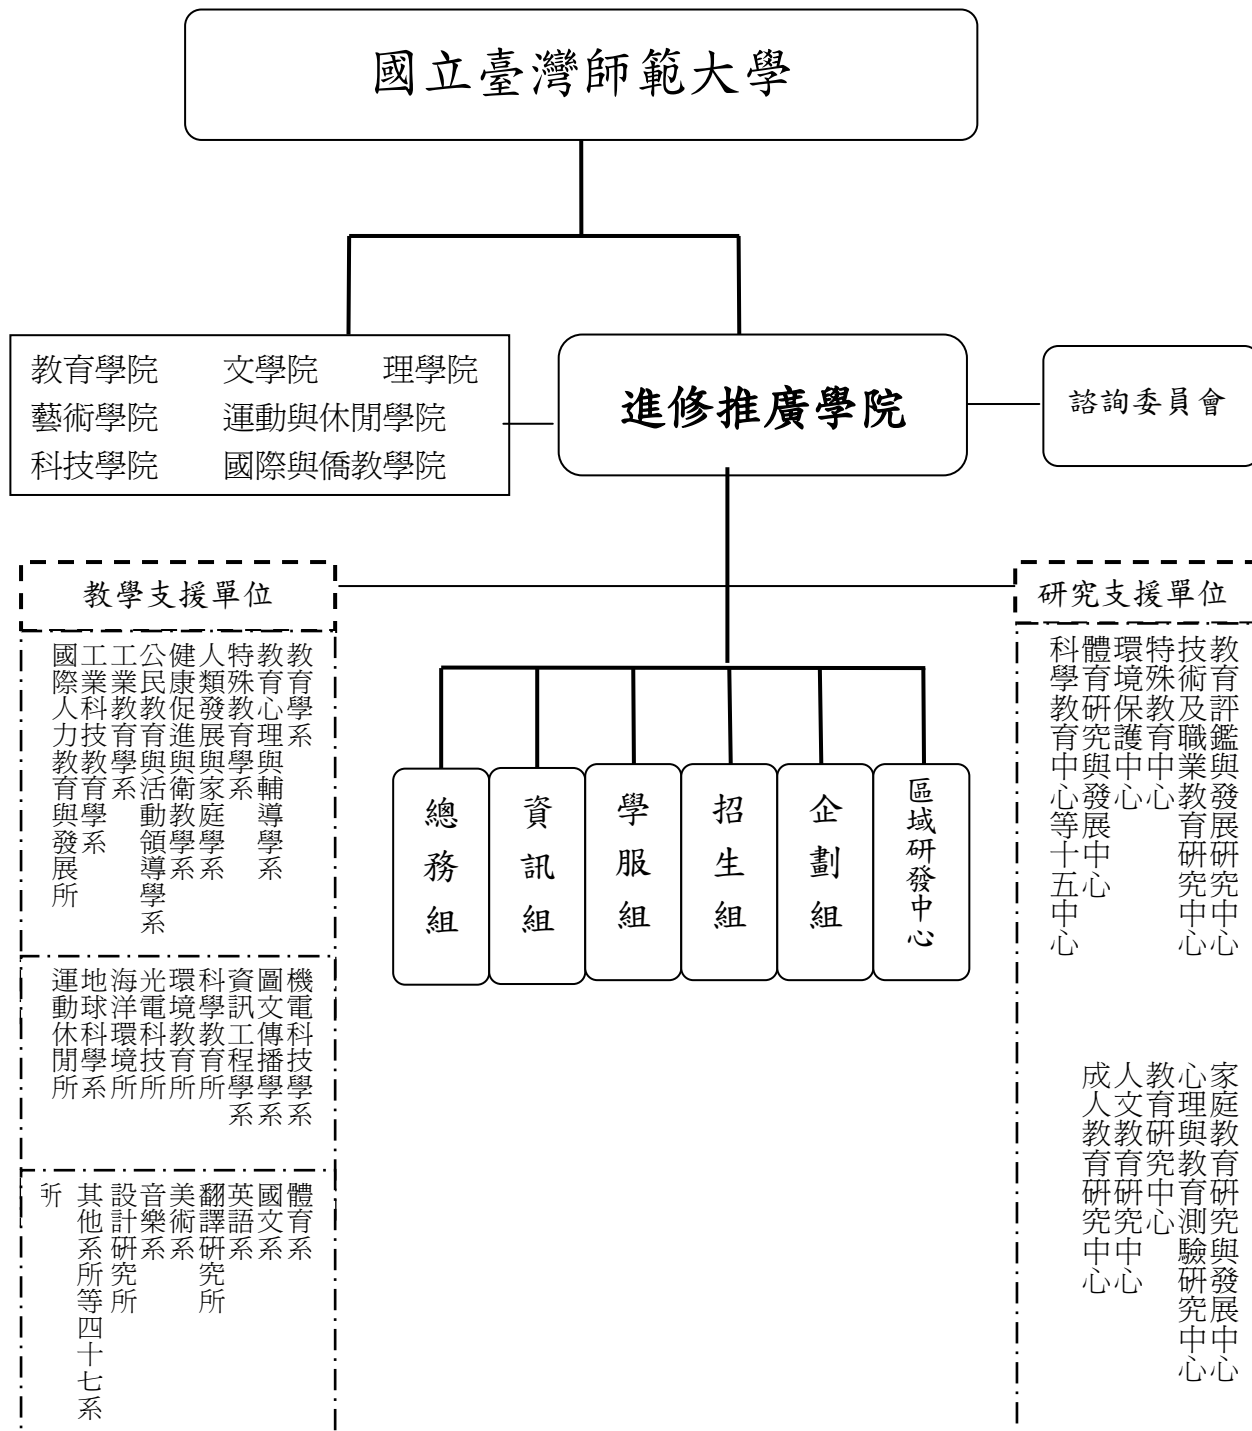 國立臺灣師範大學
教育學院 文學院 理學院
藝術學院 運動與休閒學院
科技學院 國際與僑教學院
進修推廣學院
諮詢委員會
教學支援單位
教育學系
教育心理與輔導學系
特殊教育學系
人類發展與家庭學系
健康促進與衛教學系
公民教育與活動領導學系
工業教育學系
工業科技教育學系
國際人力教育與發展所
機電科技學系
圖文傳播學系
資訊工程學系
科學教育所
環境教育所
光電科技所
海洋環境所
地球科學系
運動休閒所
體育系
國文系
英語系
翻譯研究所
美術系
音樂系
設計研究所
其他系所等四十七系
所
總務組
資訊組
學服組
招生組
企劃組
區域研發中心
研究支援單位
教育評鑑與發展研究中心
技術及職業教育研究中心
特殊教育中心
環境保護中心
體育研究與發展中心
科學教育中心等十五中心
家庭教育研究與發展中心
心理與教育測驗研究中心
教育研究中心
人文教育研究中心
成人教育研究中心